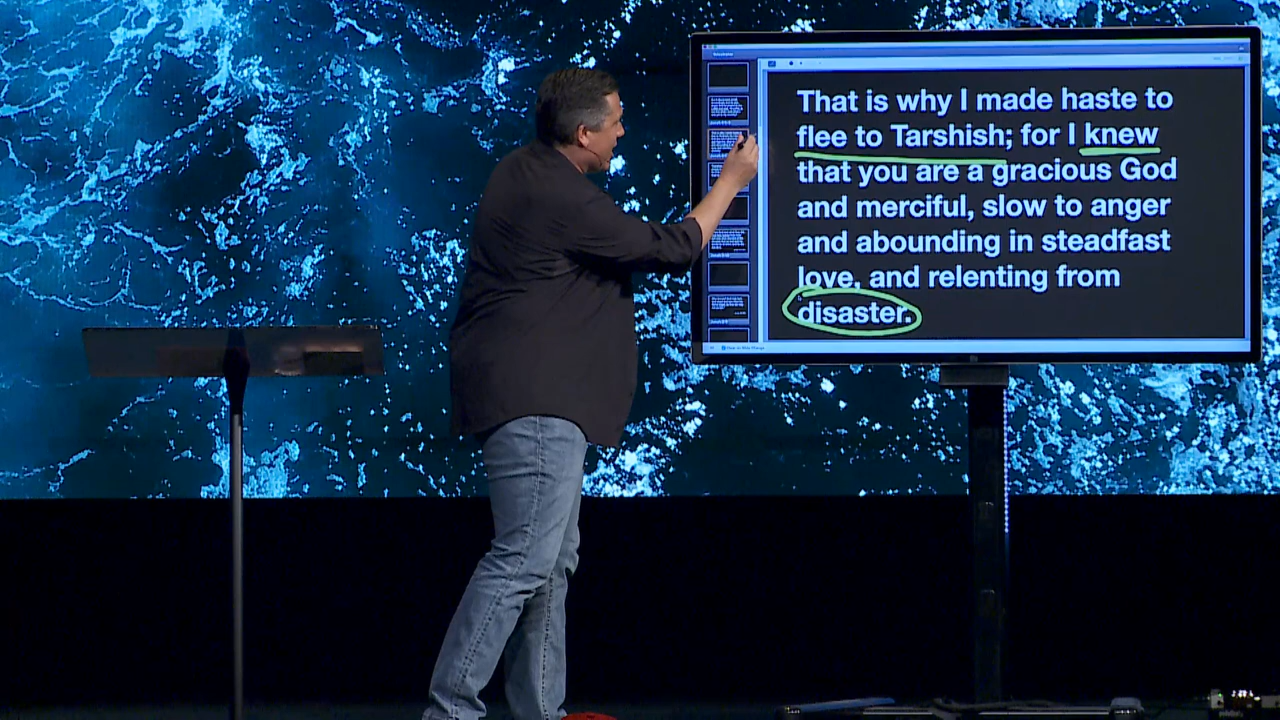 That is why I made haste to
flee to Tarshish; for I knew
that you are a gracious God
and merciful, slow to anger
and abounding in steadfast
love, and relenting from
disaster.